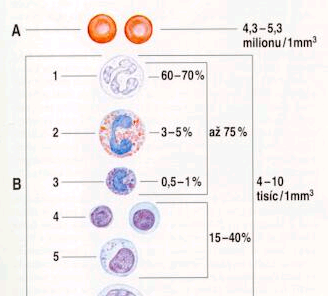 A
4,3–5,3
milionu/1mm³
1
60–70%
2
3–5%
až 75%
B
3
0,5–1%
4–10
tisíc/1mm³
4
15–40%
5